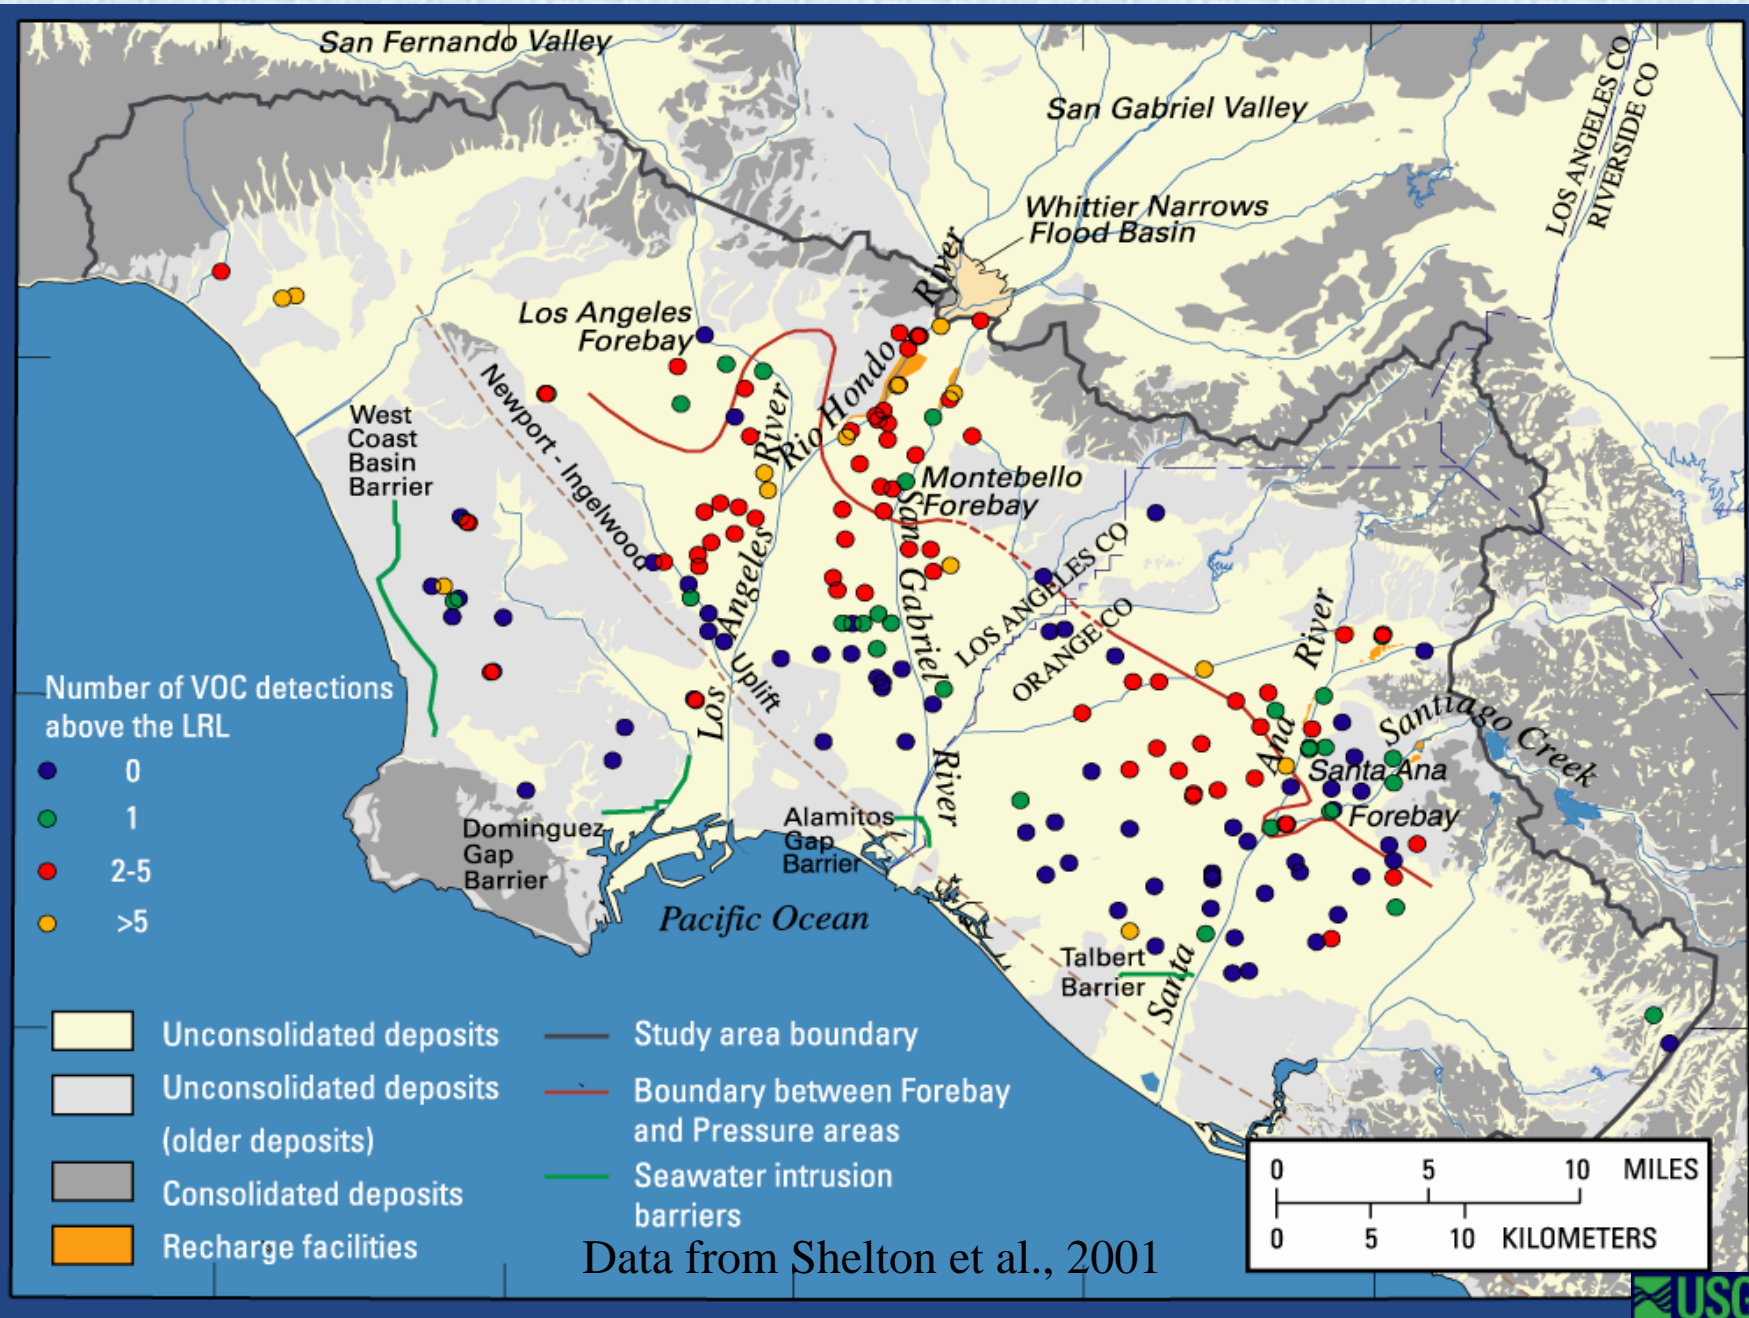 San Fernando Valley
San Gabriel Valley
LOS ANGELES CO
RIVERSIDE CO
Whittier Narrows
Flood Basin
River
Rio Hondo
Los Angeles
Forebay
West
Coast
Basin
Barrier
Newport - Ingelwood
Uplift
River
Angeles
Los
Montebello
Forebay
San
Gabriel
River
LOS ANGELES CO
ORANGE CO
River
Ana
Santa
Santiago Creek
Santa Ana
Forebay
Number of VOC detections
above the LRL
0
1
2-5
>5
Dominguez
Gap
Barrier
Alamitos
Gap
Barrier
Pacific Ocean
Talbert
Barrier
Unconsolidated deposits
Unconsolidated deposits
(older deposits)
Consolidated deposits
Recharge facilities
Study area boundary
Boundary between Forebay
and Pressure areas
Seawater intrusion
barriers
0 5 10 MILES
0 5 10 KILOMETERS
Data from Shelton et al., 2001
USG